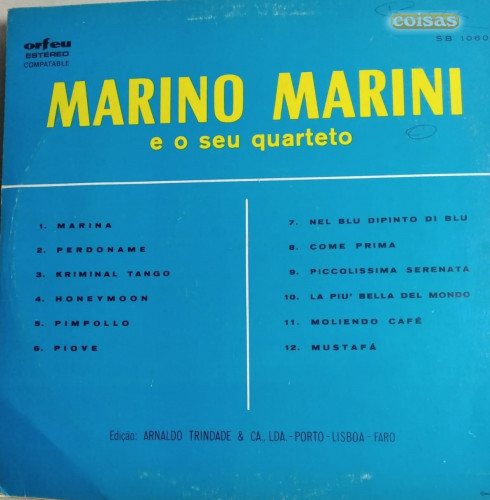 coisas
orfeu
ESTÉREO
COMPATABLE
SB 1060
MARINO MARINI
e o seu quarteto
1. MARINA
2. PERDONAME
3. KRIMINAL TANGO
4. HONEYMOON
5. PIMPOLLO
6. PIOVE
7. NEL BLU DIPINTO DI BLU
8. COME PRIMA
9. PICCOLISSIMA SERENATA
10. LA PIU' BELLA DEL MONDO
11. MOLIENDO CAFÉ
12. MUSTAFÁ
Edição: ARNALDO TRINDADE & CA., LDA. - PORTO - LISBOA - FARO